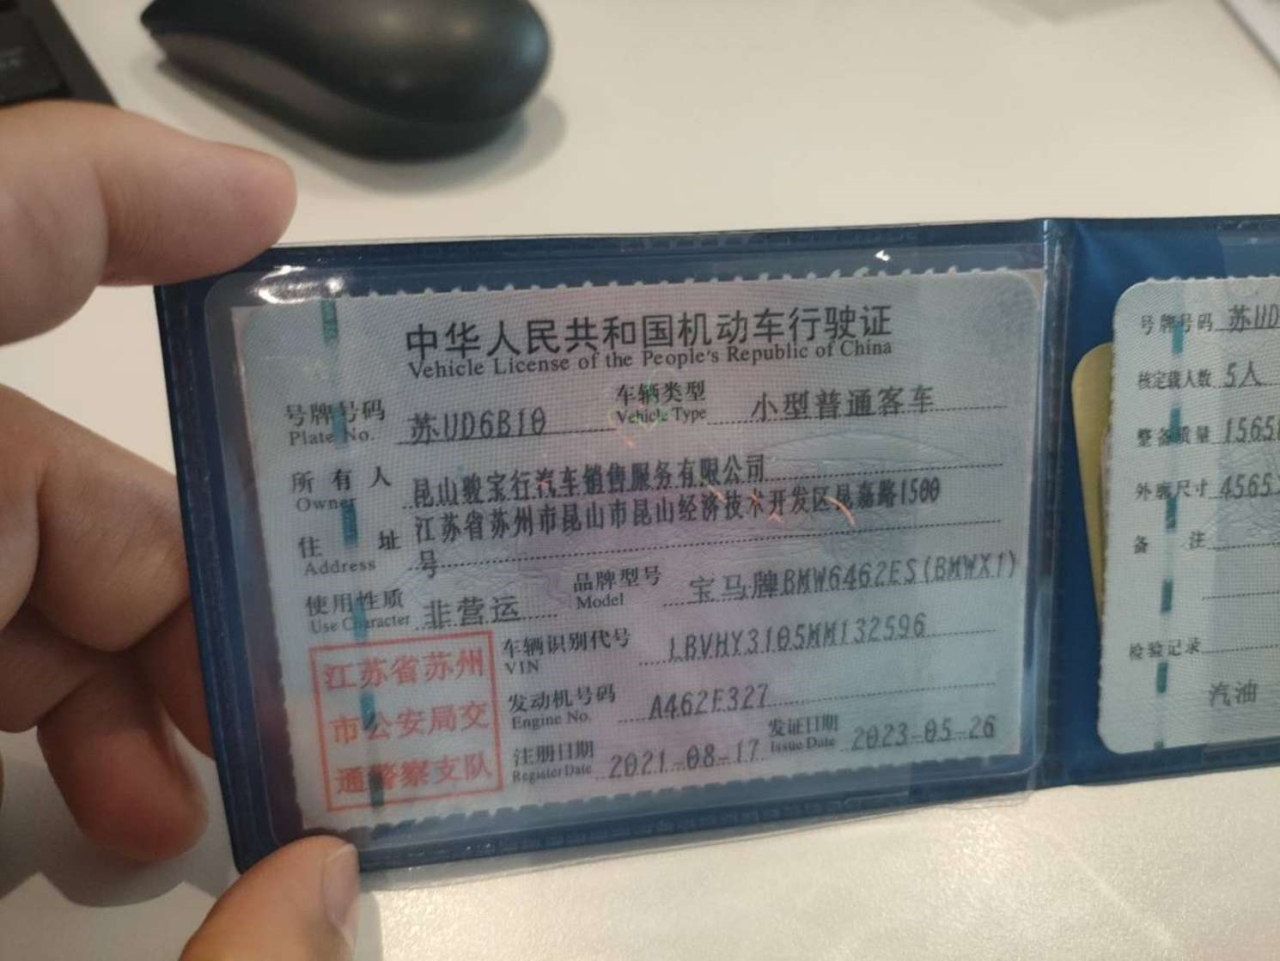 中华人民共和国机动车行驶证
Vehicle License of the People's Republic of China
号牌号码 苏UD6B10 车辆类型 小型普通客车
Plate No. Vehicle Type
所有人 昆山骏宝行汽车销售服务有限公司
Owner
住址 江苏省苏州市昆山市昆山经济技术开发区昆嘉路1500
Address 号
使用性质 非营运 品牌型号 宝马牌BMW6462ES(BMWX1)
Use Character Model
车辆识别代号 LBVHY3105MM132596
VIN
发动机号码 A462F327
Engine No.
注册日期 2021-08-17 发证日期 2023-05-26
Register Date Issue Date
江苏省苏州
市公安局交
通警察支队
号牌号码 苏UD
核定载人数 5人
整备质量 1565
外廓尺寸 4565
备注
检验记录
汽油